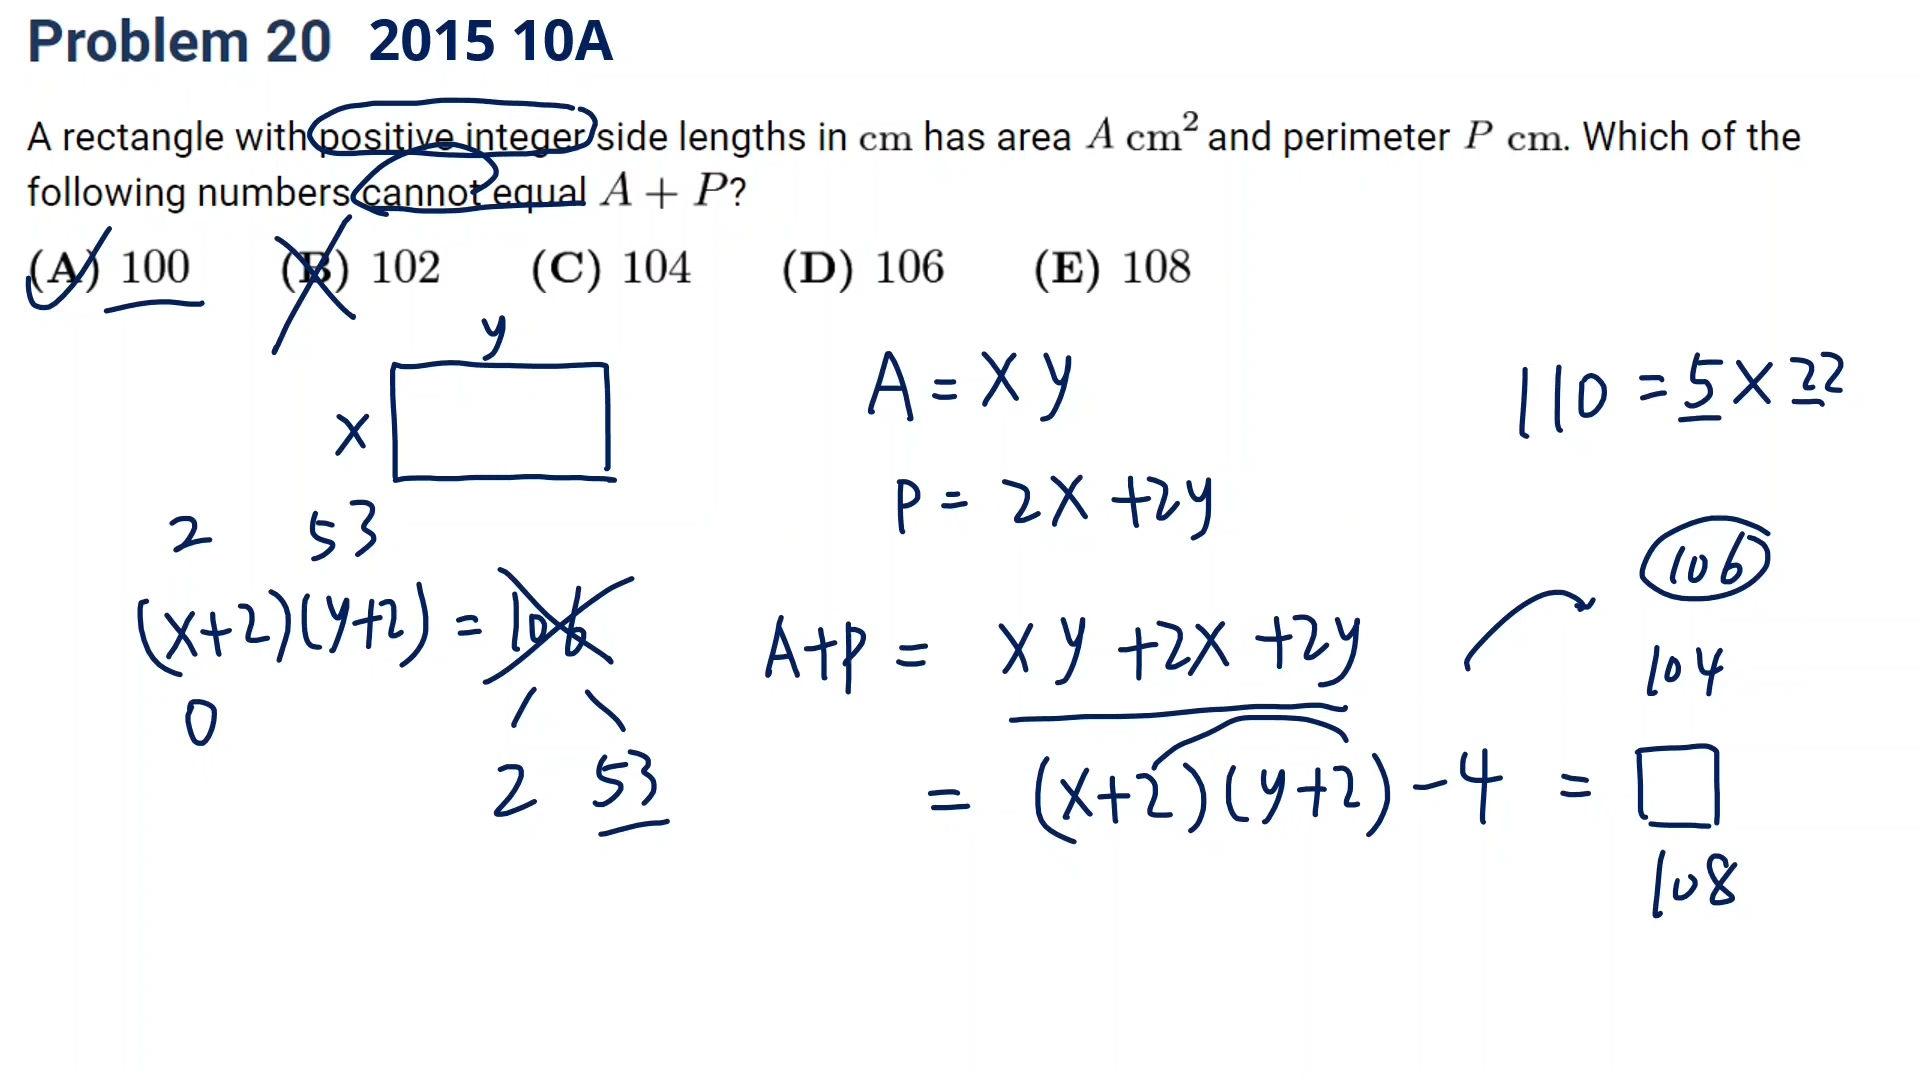 Problem 20 2015 10A
A rectangle with positive integer side lengths in cm has area A cm² and perimeter P cm. Which of the
following numbers cannot equal A + P?
(A) 100 (B) 102 (C) 104 (D) 106 (E) 108
y
x
A = x y
110 = 5 x 22
P = 2x + 2y
2 53
106
(x+2)(y+2) = 106
A+P = xy + 2x + 2y
104
0
2 53
= (x+2)(y+2) - 4 = □
108